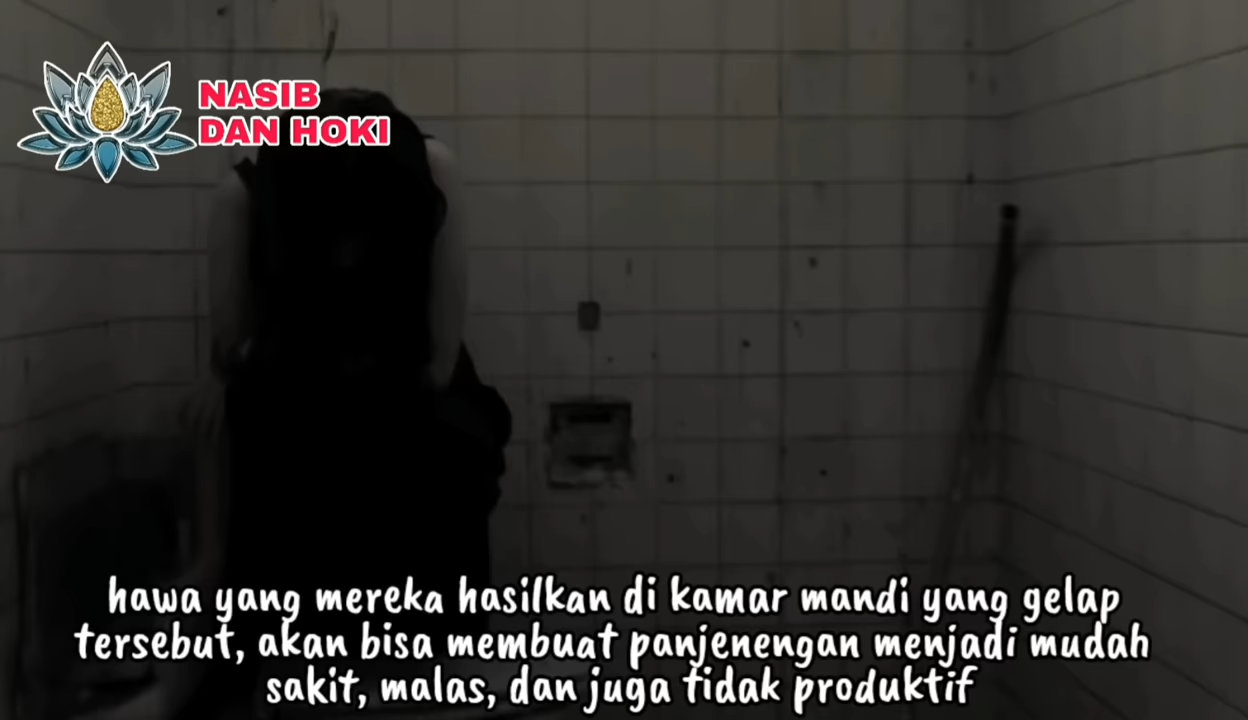 NASIB
DAN HOKI
hawa yang mereka hasilkan di kamar mandi yang gelap
tersebut, akan bisa membuat panjenengan menjadi mudah
sakit, malas, dan juga tidak produktif